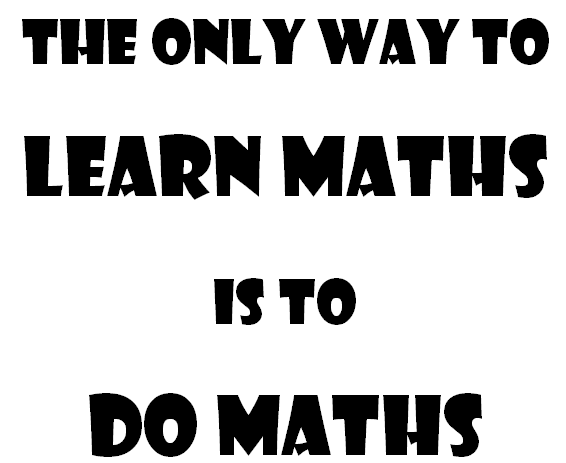 THE ONLY WAY TO
LEARN MATHS
IS TO
DO MATHS